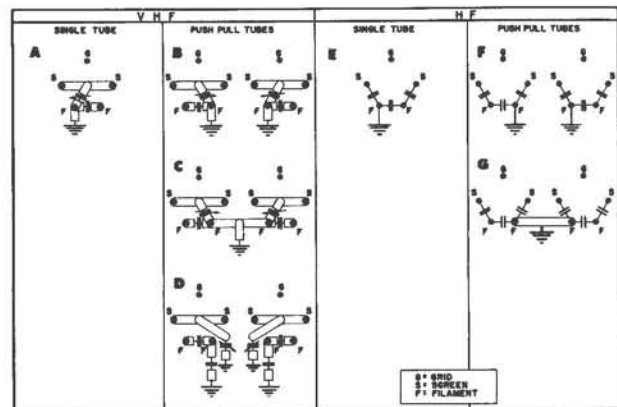 V H F
H F
SINGLE TUBE
PUSH PULL TUBES
SINGLE TUBE
PUSH PULL TUBES
A
G
S S
F F
B
G G
S S S S
F F F F
C
G G
S S S S
F F F F
D
G G
S S S S
F F F F
E
G
S S
F F
F
G G
S S S S
F F F F
G
G G
S S S S
F F F F
G = GRID
S = SCREEN
F = FILAMENT